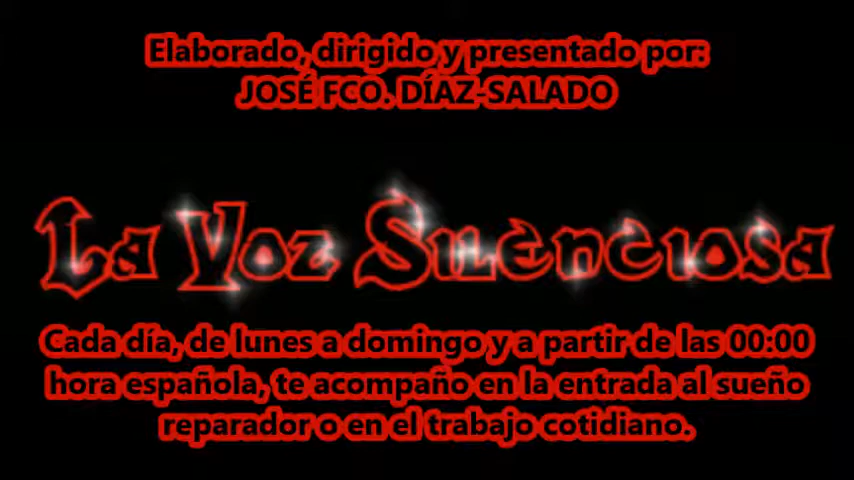 Elaborado, dirigido y presentado por:
JOSÉ FCO. DÍAZ-SALADO
La Voz Silenciosa
Cada día, de lunes a domingo y a partir de las 00:00
hora española, te acompaño en la entrada al sueño
reparador o en el trabajo cotidiano.